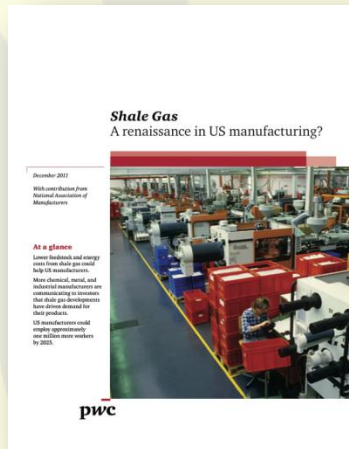 Shale Gas
A renaissance in US manufacturing?
December 2011
With contribution from
National Association of
Manufacturers
At a glance
Lower feedstock and energy
costs from shale gas could
help US manufacturers.
More chemical, metal, and
industrial manufacturers are
communicating to investors
that shale gas developments
have driven demand for
their products.
US manufacturers could
employ approximately
one million more workers
by 2025.
pwc